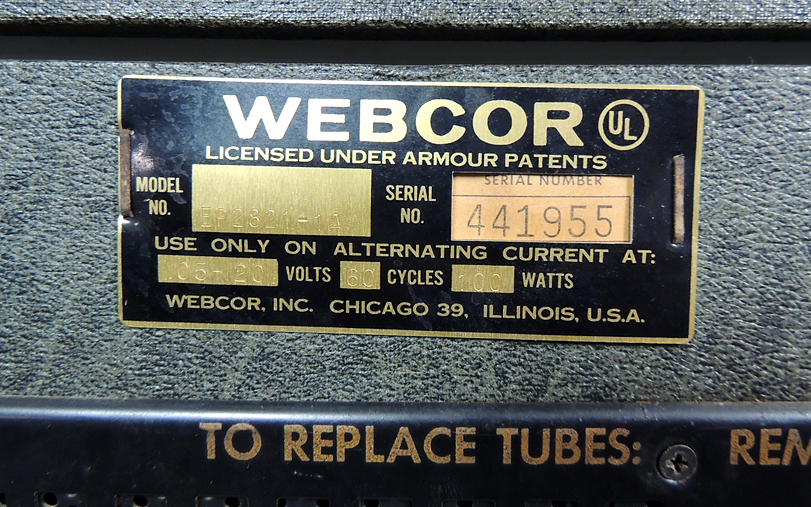 WEBCOR UL
LICENSED UNDER ARMOUR PATENTS
MODEL NO. EP2821-1A
SERIAL NO. SERIAL NUMBER 441955
USE ONLY ON ALTERNATING CURRENT AT:
105-120 VOLTS 60 CYCLES 100 WATTS
WEBCOR, INC. CHICAGO 39, ILLINOIS, U.S.A.
TO REPLACE TUBES: REM